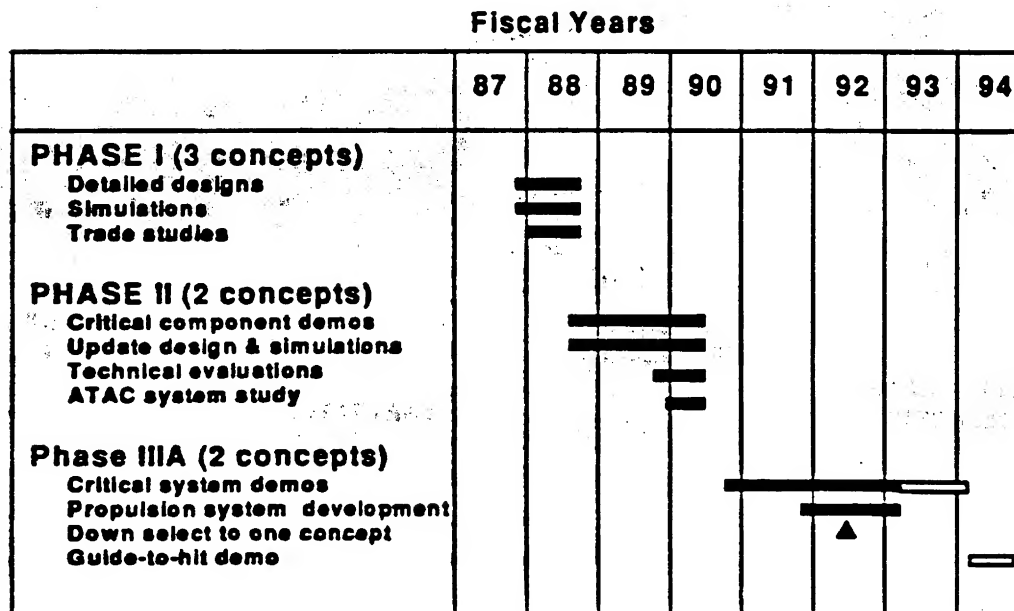 Fiscal Years
87 88 89 90 91 92 93 94
PHASE I (3 concepts)
Detailed designs
Simulations
Trade studies
PHASE II (2 concepts)
Critical component demos
Update design & simulations
Technical evaluations
ATAC system study
Phase IIIA (2 concepts)
Critical system demos
Propulsion system development
Down select to one concept
Guide-to-hit demo